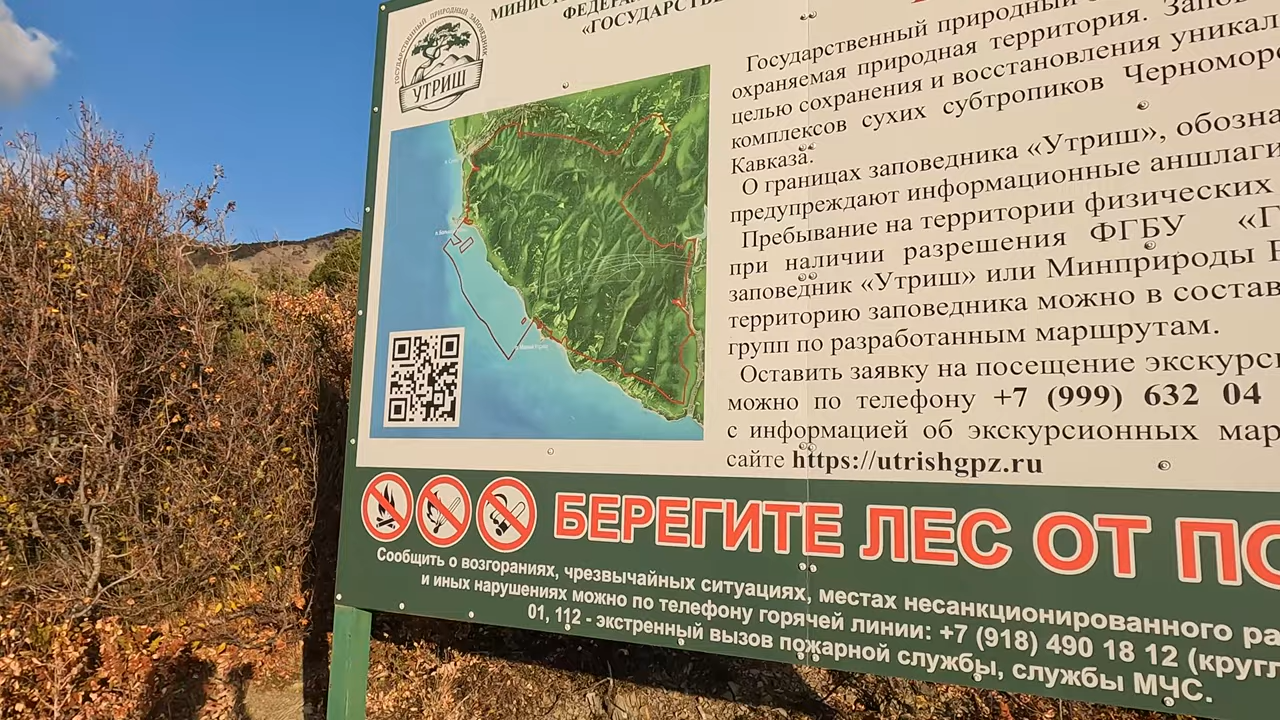 ГОСУДАРСТВЕННЫЙ ПРИРОДНЫЙ ЗАПОВЕДНИК
УТРИШ
«ГОСУДАРСТВЕ
Государственный природный
охраняемая природная территория. Запов
целью сохранения и восстановления уникал
комплексов сухих субтропиков Черноморс
Кавказа.
О границах заповедника «Утриш», обозна
предупреждают информационные аншлаги
Пребывание на территории физических
при наличии разрешения ФГБУ «Г
заповедник «Утриш» или Минприроды
территорию заповедника можно в состав
групп по разработанным маршрутам.
Оставить заявку на посещение экскурс
можно по телефону +7 (999) 632 04
с информацией об экскурсионных мар
сайте https://utrishgpz.ru
БЕРЕГИТЕ ЛЕС ОТ ПО
Сообщить о возгораниях, чрезвычайных ситуациях, местах несанкционированного ра
и иных нарушениях можно по телефону горячей линии: +7 (918) 490 18 12 (кругл
01, 112 - экстренный вызов пожарной службы, службы МЧС.